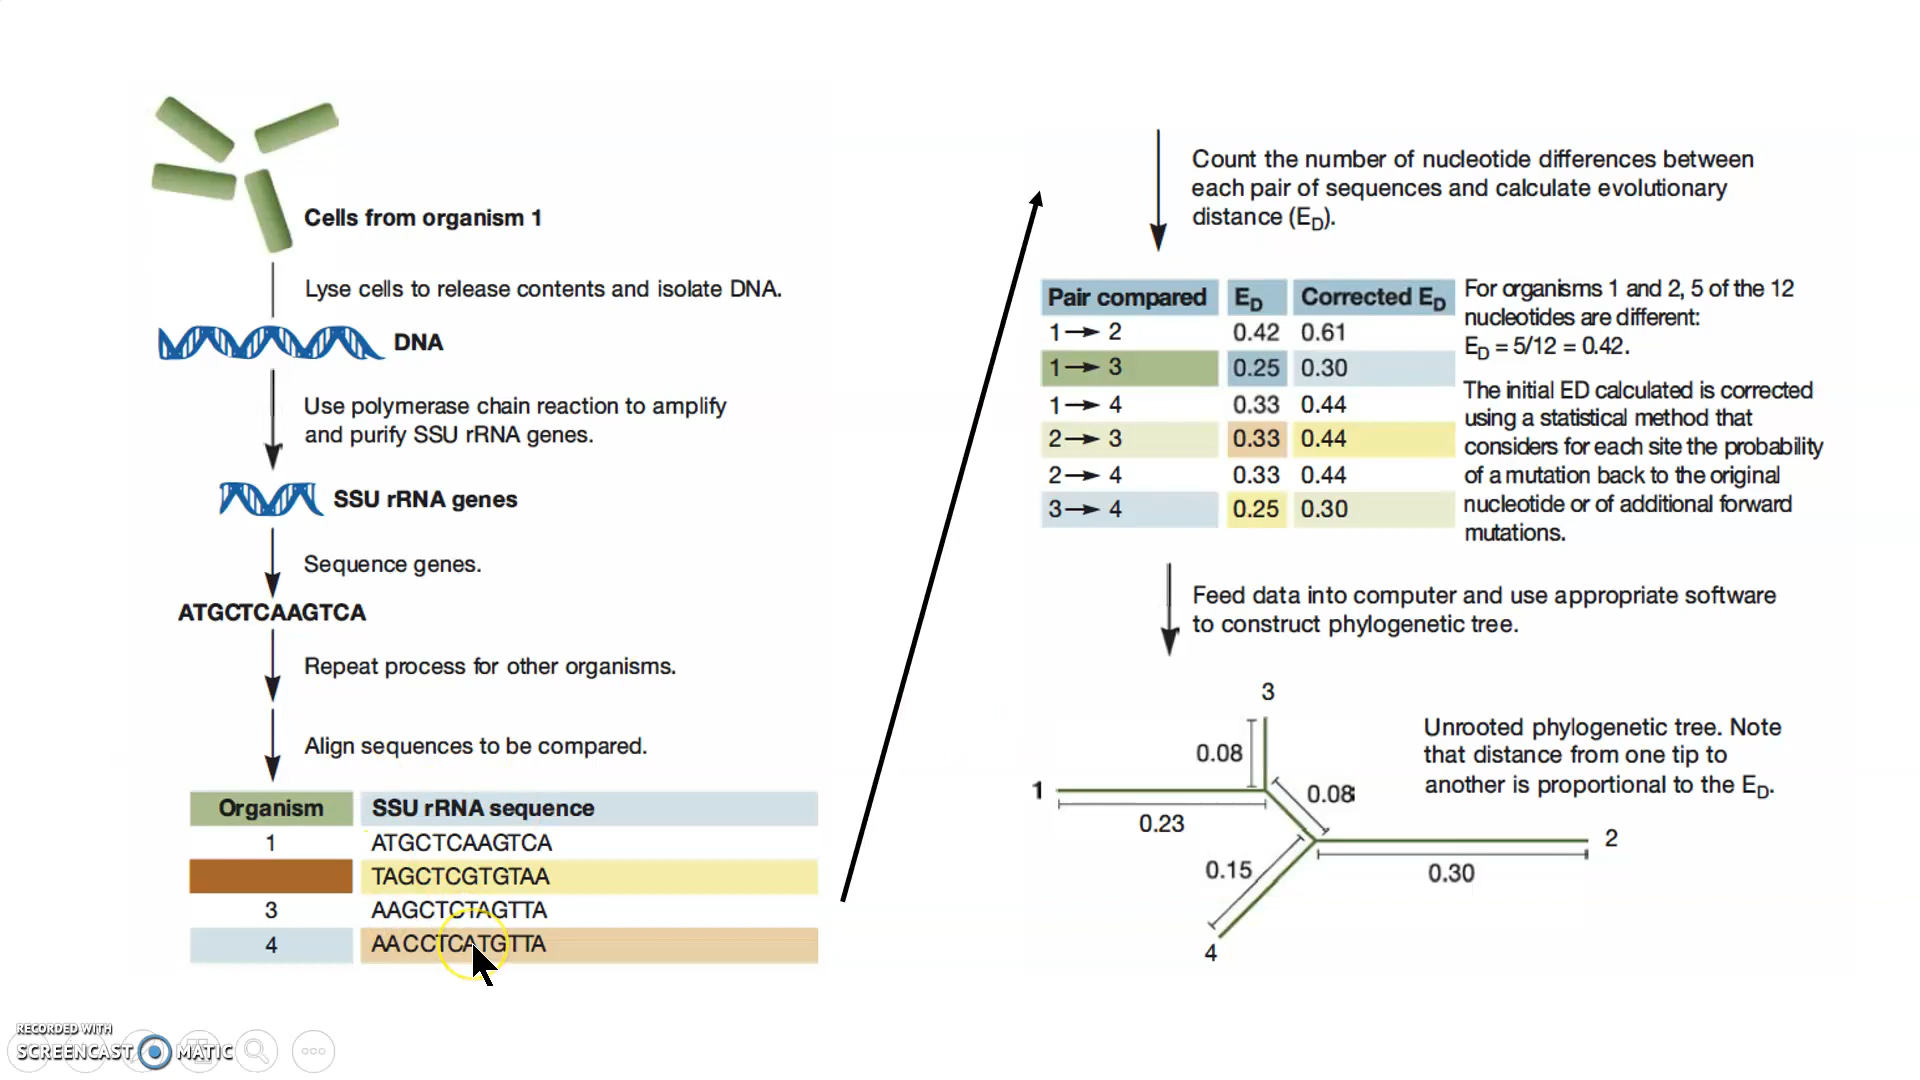 Cells from organism 1
Lyse cells to release contents and isolate DNA.
DNA
Use polymerase chain reaction to amplify
and purify SSU rRNA genes.
SSU rRNA genes
Sequence genes.
ATGCTCAAGTCA
Repeat process for other organisms.
Align sequences to be compared.
Organism SSU rRNA sequence
1 ATGCTCAAGTCA
TAGCTCGTGTAA
3 AAGCTCTAGTTA
4 AACCTCATGTTA
Count the number of nucleotide differences between
each pair of sequences and calculate evolutionary
distance (ED).
Pair compared ED Corrected ED
1 → 2 0.42 0.61
1 → 3 0.25 0.30
1 → 4 0.33 0.44
2 → 3 0.33 0.44
2 → 4 0.33 0.44
3 → 4 0.25 0.30
For organisms 1 and 2, 5 of the 12
nucleotides are different:
ED = 5/12 = 0.42.
The initial ED calculated is corrected
using a statistical method that
considers for each site the probability
of a mutation back to the original
nucleotide or of additional forward
mutations.
Feed data into computer and use appropriate software
to construct phylogenetic tree.
3
0.08
1
0.08
0.23
2
0.15
0.30
4
Unrooted phylogenetic tree. Note
that distance from one tip to
another is proportional to the ED.
RECORDED WITH
SCREENCAST MATIC